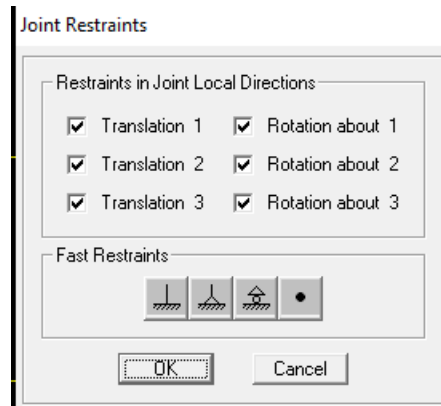 Joint Restraints
Restraints in Joint Local Directions
Translation 1 Rotation about 1
Translation 2 Rotation about 2
Translation 3 Rotation about 3
Fast Restraints
OK Cancel